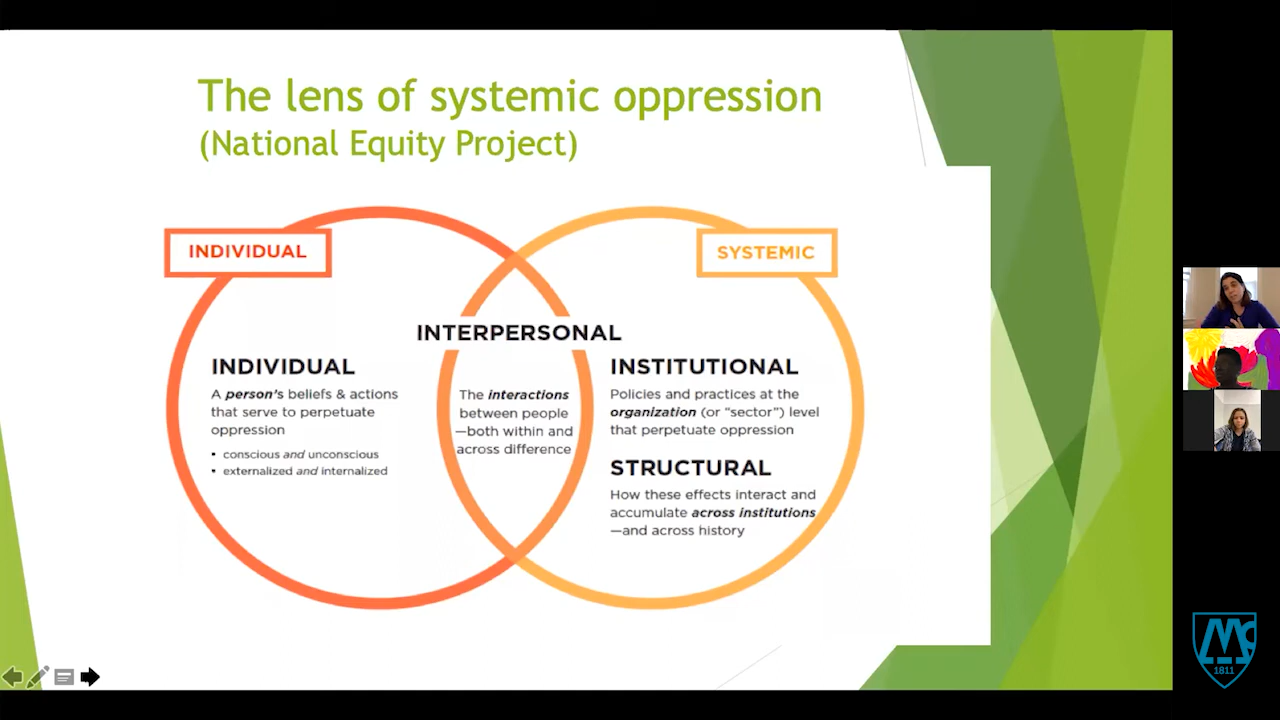 The lens of systemic oppression
(National Equity Project)
INDIVIDUAL
SYSTEMIC
INTERPERSONAL
INDIVIDUAL
A person's beliefs & actions
that serve to perpetuate
oppression
• conscious and unconscious
• externalized and internalized
The interactions
between people
—both within and
across difference
INSTITUTIONAL
Policies and practices at the
organization (or "sector") level
that perpetuate oppression
STRUCTURAL
How these effects interact and
accumulate across institutions
—and across history
1811